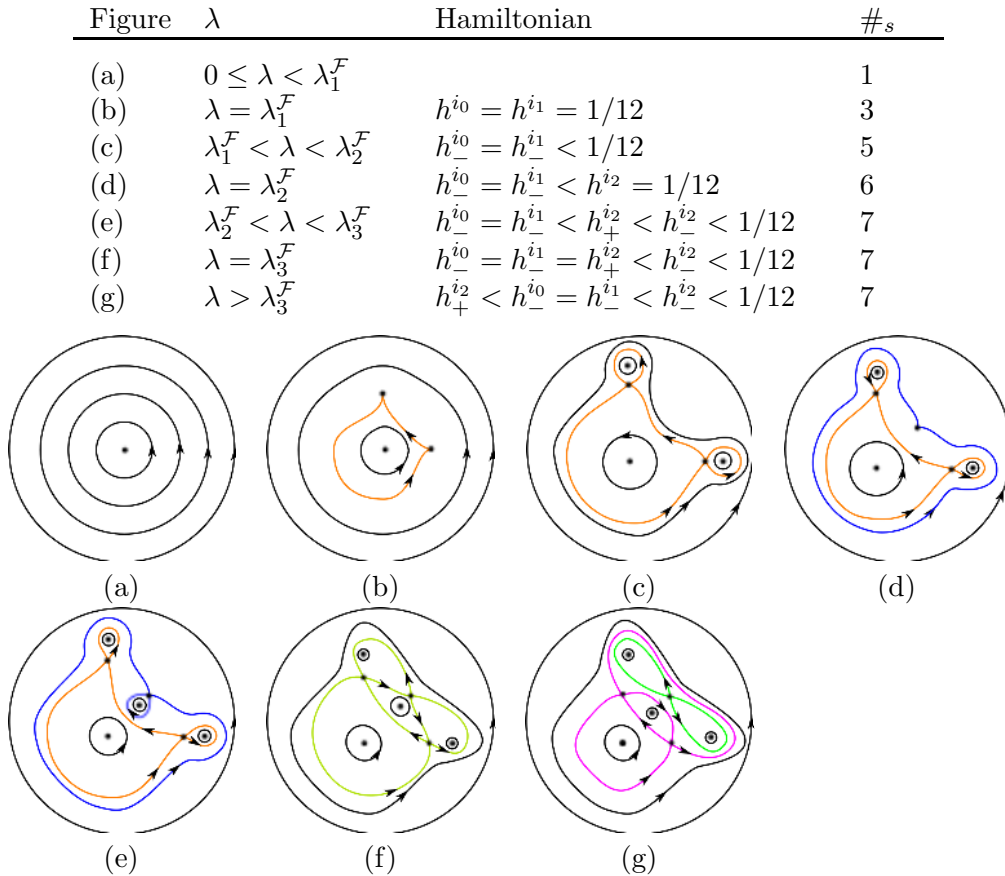 Figure λ Hamiltonian #ₛ
(a) 0 ≤ λ < λ₁^ℱ 1
(b) λ = λ₁^ℱ h^{i₀} = h^{i₁} = 1/12 3
(c) λ₁^ℱ < λ < λ₂^ℱ h₋^{i₀} = h₋^{i₁} < 1/12 5
(d) λ = λ₂^ℱ h₋^{i₀} = h₋^{i₁} < h^{i₂} = 1/12 6
(e) λ₂^ℱ < λ < λ₃^ℱ h₋^{i₀} = h₋^{i₁} < h₊^{i₂} < h₋^{i₂} < 1/12 7
(f) λ = λ₃^ℱ h₋^{i₀} = h₋^{i₁} = h₊^{i₂} < h₋^{i₂} < 1/12 7
(g) λ > λ₃^ℱ h₊^{i₂} < h₋^{i₀} = h₋^{i₁} < h₋^{i₂} < 1/12 7
(a) (b) (c) (d)
(e) (f) (g)